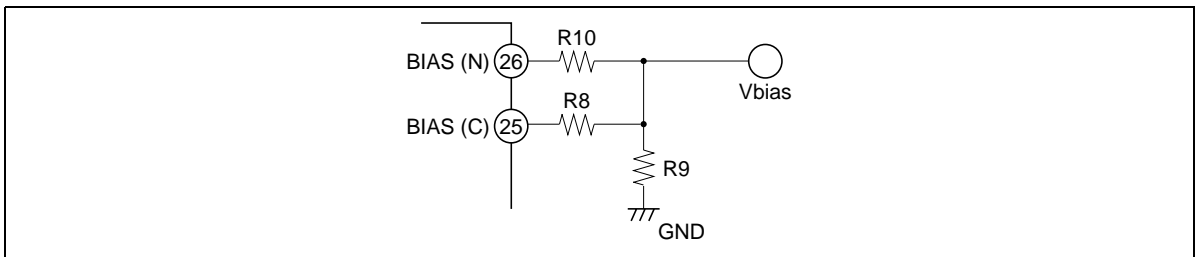 R10
BIAS (N) 26
Vbias
R8
BIAS (C) 25
R9
GND